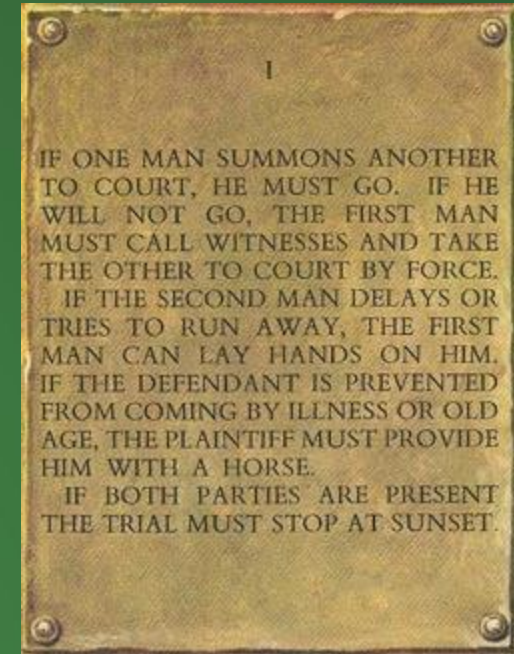 I
IF ONE MAN SUMMONS ANOTHER
TO COURT, HE MUST GO. IF HE
WILL NOT GO, THE FIRST MAN
MUST CALL WITNESSES AND TAKE
THE OTHER TO COURT BY FORCE.
IF THE SECOND MAN DELAYS OR
TRIES TO RUN AWAY, THE FIRST
MAN CAN LAY HANDS ON HIM.
IF THE DEFENDANT IS PREVENTED
FROM COMING BY ILLNESS OR OLD
AGE, THE PLAINTIFF MUST PROVIDE
HIM WITH A HORSE.
IF BOTH PARTIES ARE PRESENT
THE TRIAL MUST STOP AT SUNSET.